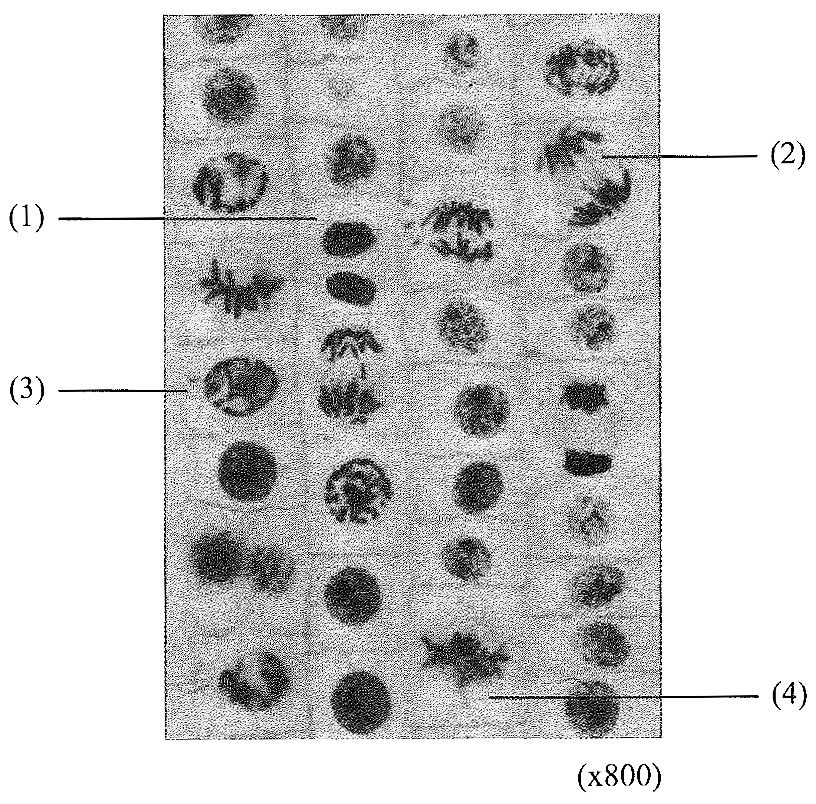 (1)
(2)
(3)
(4)
(x800)